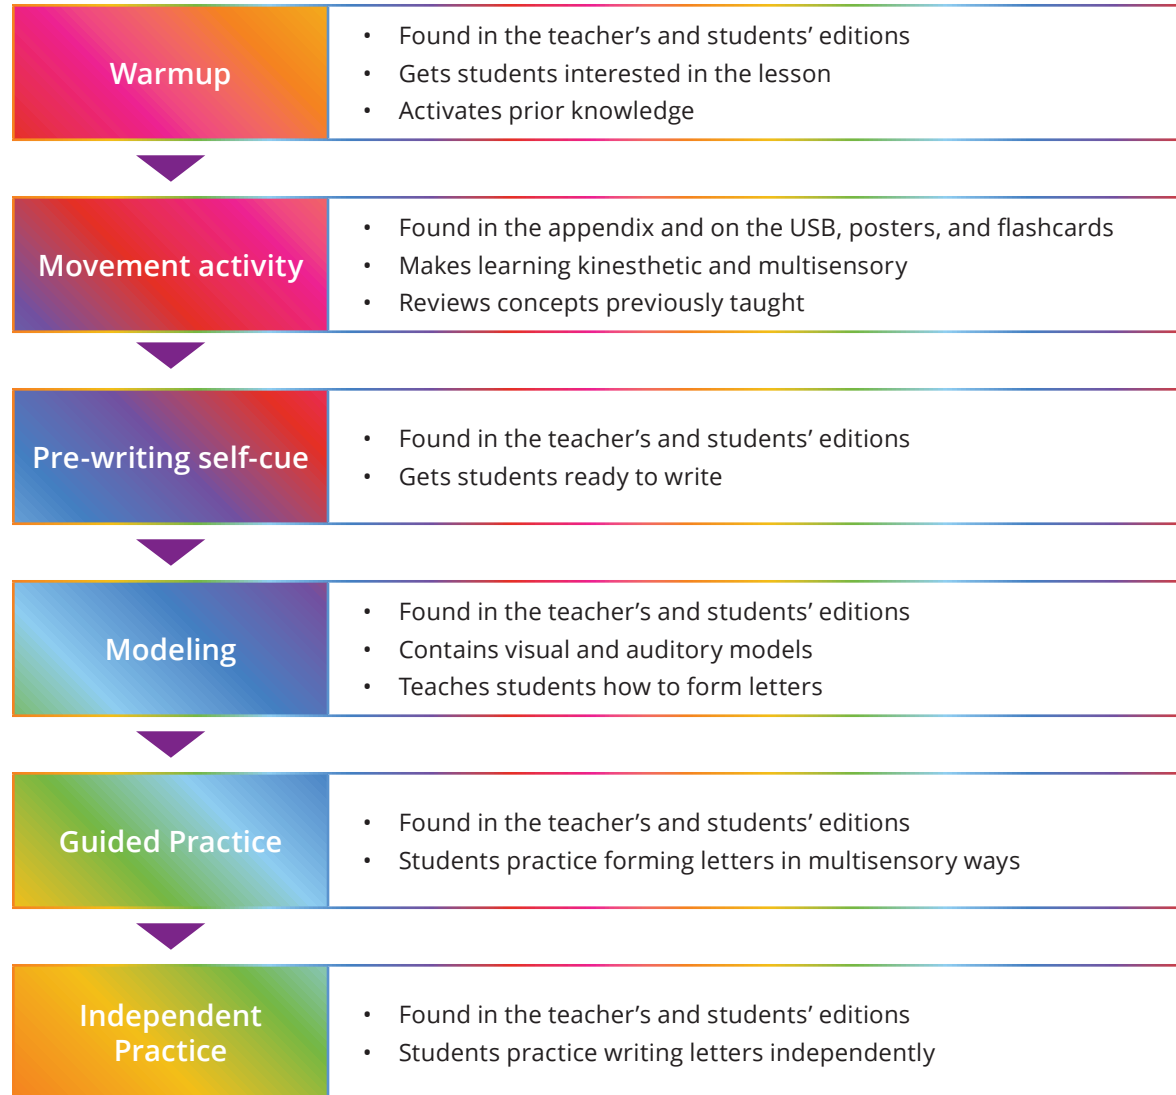 Warmup
• Found in the teacher’s and students’ editions
• Gets students interested in the lesson
• Activates prior knowledge
Movement activity
• Found in the appendix and on the USB, posters, and flashcards
• Makes learning kinesthetic and multisensory
• Reviews concepts previously taught
Pre-writing self-cue
• Found in the teacher’s and students’ editions
• Gets students ready to write
Modeling
• Found in the teacher’s and students’ editions
• Contains visual and auditory models
• Teaches students how to form letters
Guided Practice
• Found in the teacher’s and students’ editions
• Students practice forming letters in multisensory ways
Independent
Practice
• Found in the teacher’s and students’ editions
• Students practice writing letters independently